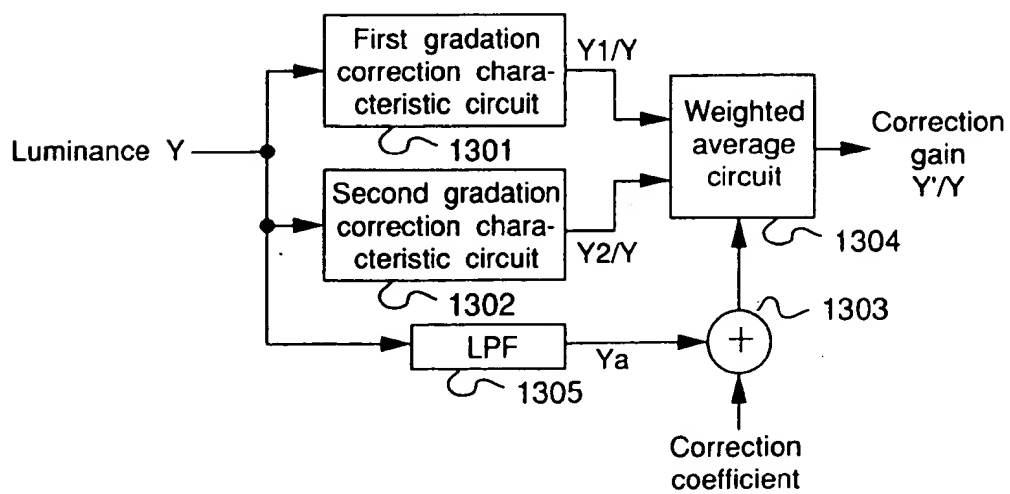 First gradation
correction chara-
cteristic circuit
Y1/Y
1301
Luminance Y
Second gradation
correction chara-
cteristic circuit
Y2/Y
1302
Weighted
average
circuit
1304
Correction
gain
Y'/Y
1303
+
LPF
Ya
1305
Correction
coefficient